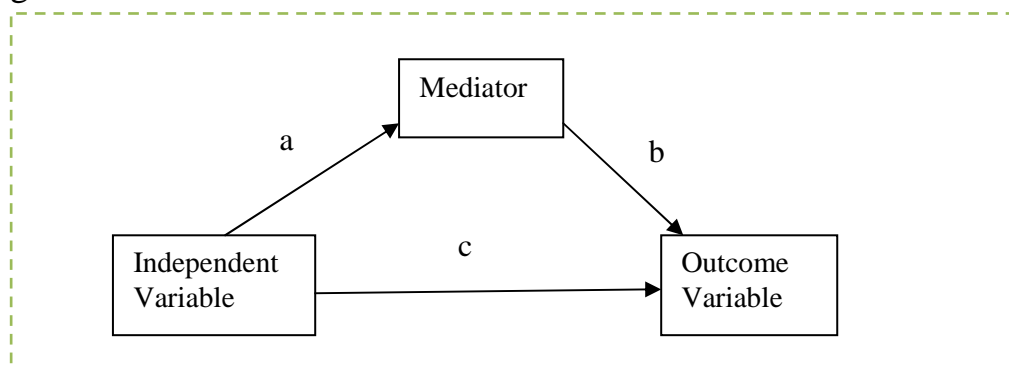 Mediator
a
b
c
Independent
Variable
Outcome
Variable